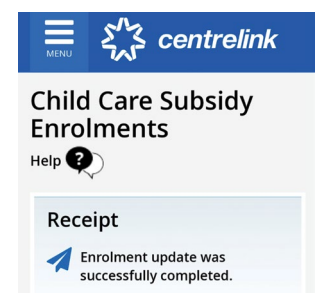 MENU
centrelink
Child Care Subsidy
Enrolments
Help ?
Receipt
Enrolment update was
successfully completed.